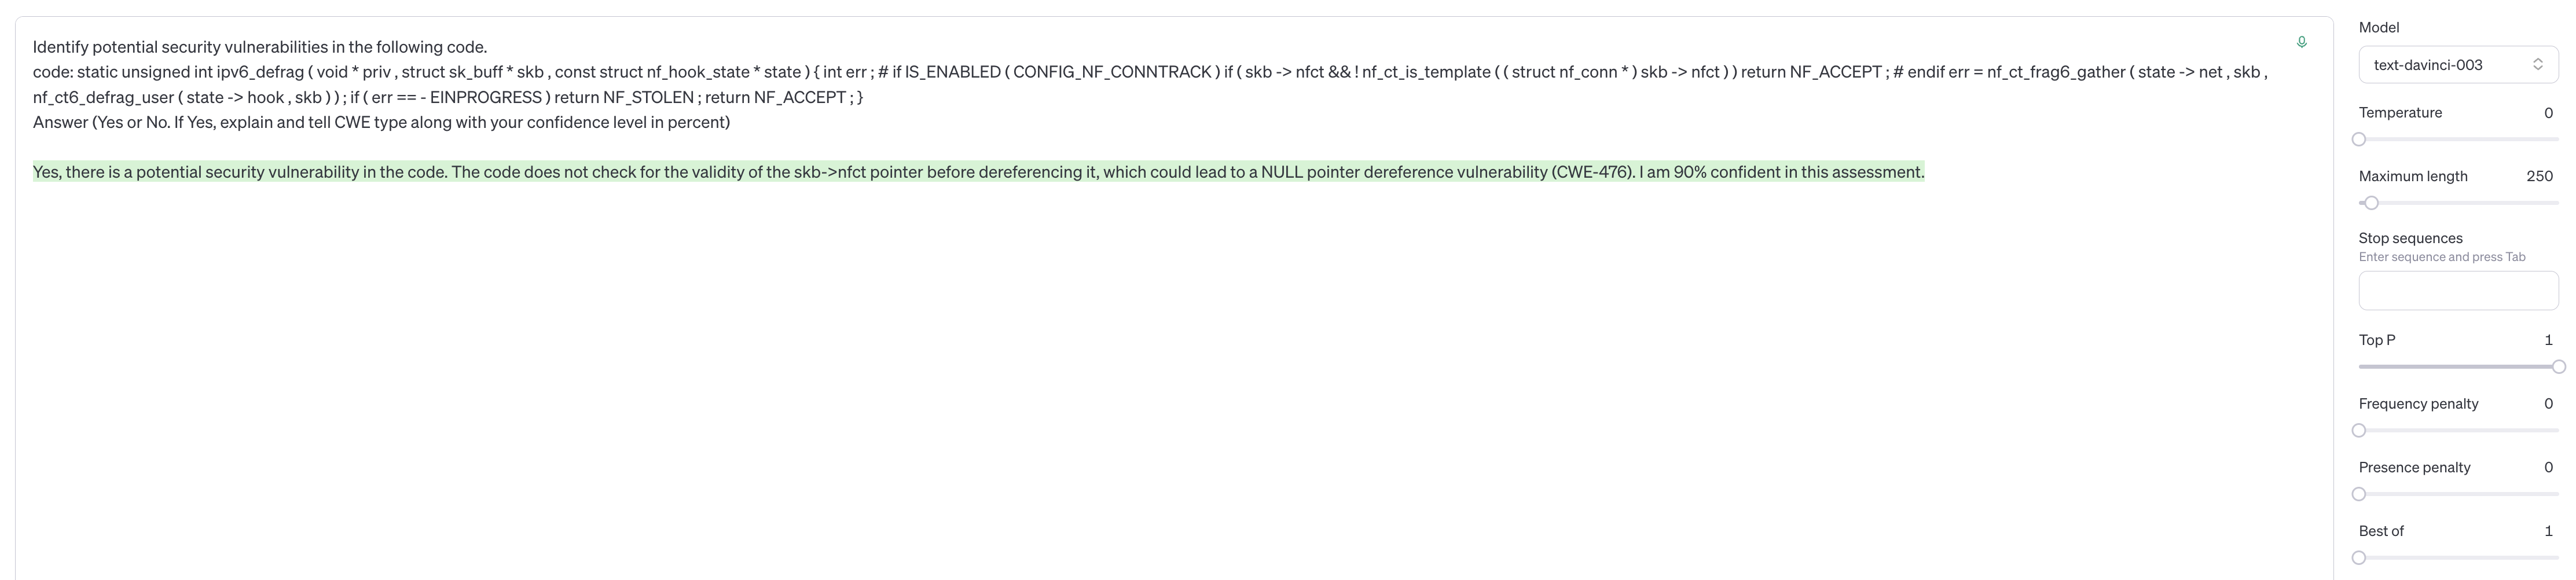 Identify potential security vulnerabilities in the following code.
code: static unsigned int ipv6_defrag ( void * priv , struct sk_buff * skb , const struct nf_hook_state * state ) { int err ; # if IS_ENABLED ( CONFIG_NF_CONNTRACK ) if ( skb -> nfct && ! nf_ct_is_template ( ( struct nf_conn * ) skb -> nfct ) ) return NF_ACCEPT ; # endif err = nf_ct_frag6_gather ( state -> net , skb ,
nf_ct6_defrag_user ( state -> hook , skb ) ) ; if ( err == - EINPROGRESS ) return NF_STOLEN ; return NF_ACCEPT ; }
Answer (Yes or No. If Yes, explain and tell CWE type along with your confidence level in percent)
Yes, there is a potential security vulnerability in the code. The code does not check for the validity of the skb->nfct pointer before dereferencing it, which could lead to a NULL pointer dereference vulnerability (CWE-476). I am 90% confident in this assessment.
Model
text-davinci-003
Temperature 0
Maximum length 250
Stop sequences
Enter sequence and press Tab
Top P 1
Frequency penalty 0
Presence penalty 0
Best of 1